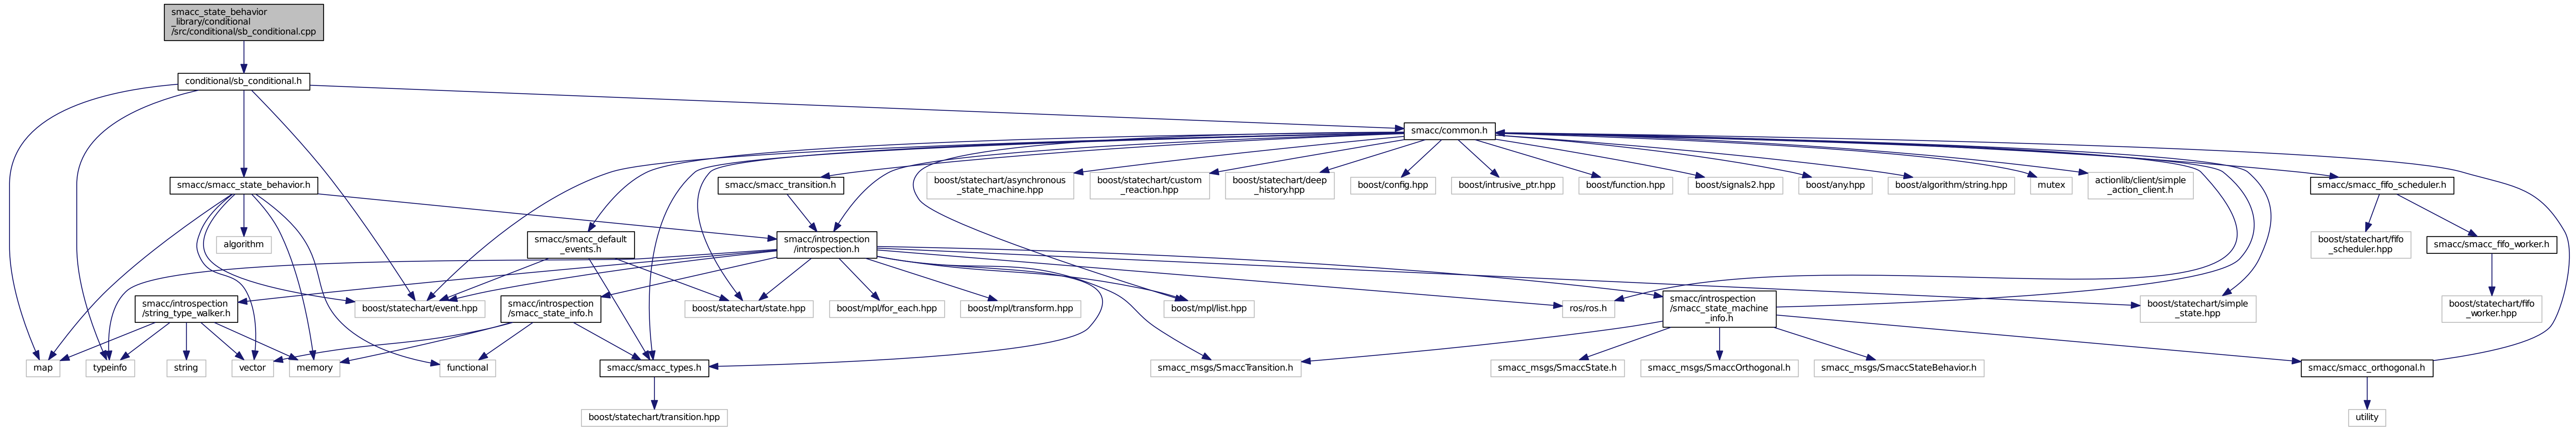 smacc_state_behavior
_library/conditional
/src/conditional/sb_conditional.cpp
conditional/sb_conditional.h
smacc/common.h
smacc/smacc_state_behavior.h
smacc/smacc_transition.h
boost/statechart/asynchronous
_state_machine.hpp
boost/statechart/custom
_reaction.hpp
boost/statechart/deep
_history.hpp
boost/config.hpp
boost/intrusive_ptr.hpp
boost/function.hpp
boost/signals2.hpp
boost/any.hpp
boost/algorithm/string.hpp
mutex
actionlib/client/simple
_action_client.h
smacc/smacc_fifo_scheduler.h
algorithm
smacc/smacc_default
_events.h
smacc/introspection
/introspection.h
boost/statechart/fifo
_scheduler.hpp
smacc/smacc_fifo_worker.h
smacc/introspection
/string_type_walker.h
boost/statechart/event.hpp
smacc/introspection
/smacc_state_info.h
boost/statechart/state.hpp
boost/mpl/for_each.hpp
boost/mpl/transform.hpp
boost/mpl/list.hpp
ros/ros.h
smacc/introspection
/smacc_state_machine
_info.h
boost/statechart/simple
_state.hpp
boost/statechart/fifo
_worker.hpp
map
typeinfo
string
vector
memory
functional
smacc/smacc_types.h
smacc_msgs/SmaccTransition.h
smacc_msgs/SmaccState.h
smacc_msgs/SmaccOrthogonal.h
smacc_msgs/SmaccStateBehavior.h
smacc/smacc_orthogonal.h
boost/statechart/transition.hpp
utility